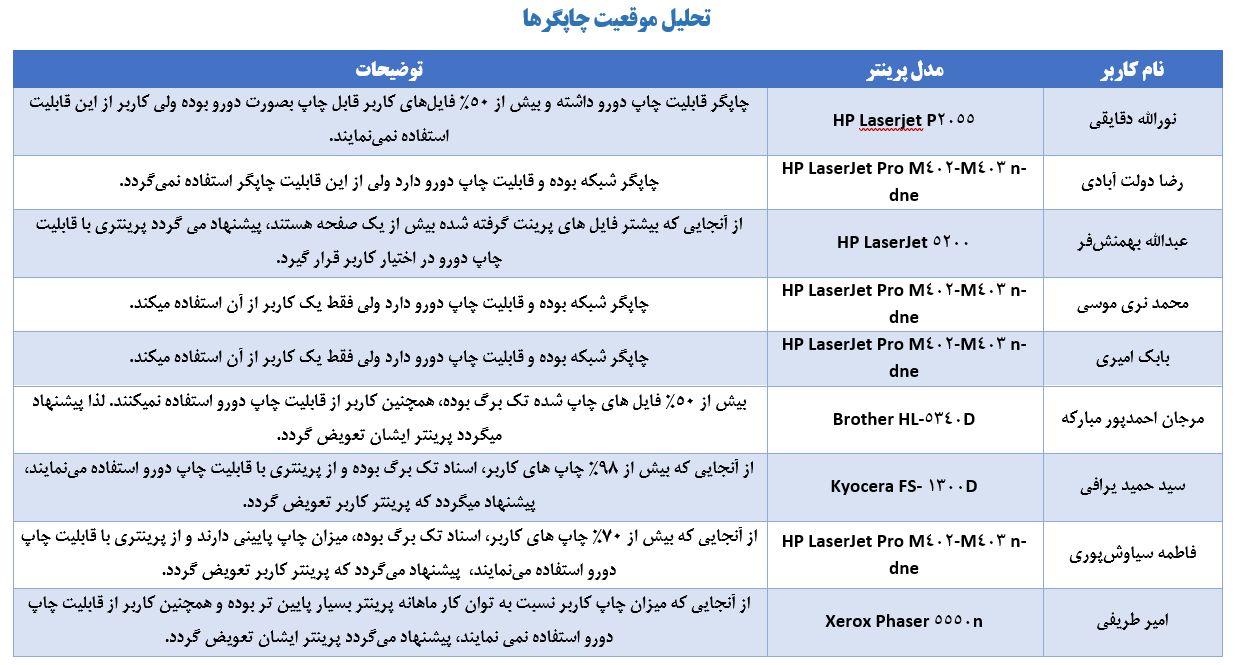 تحلیل موقعیت چاپگرها
نام کاربر
مدل پرینتر
توضیحات
نورالله دقایقی
HP Laserjet P۲۰۵۵
چاپگر قابلیت چاپ دورو داشته و بیش از ۵۰٪ فایل‌های کاربر قابل چاپ بصورت دورو بوده ولی کاربر از این قابلیت
استفاده نمی‌نمایند.
رضا دولت آبادی
HP LaserJet Pro M۴۰۲-M۴۰۳ n-
dne
چاپگر شبکه بوده و قابلیت چاپ دورو دارد ولی از این قابلیت چاپگر استفاده نمی‌گردد.
عبدالله بهمنش‌فر
HP LaserJet ۵۲۰۰
از آنجایی که بیشتر فایل های پرینت گرفته شده بیش از یک صفحه هستند، پیشنهاد می گردد پرینتری با قابلیت
چاپ دورو در اختیار کاربر قرار گیرد.
محمد نری موسی
HP LaserJet Pro M۴۰۲-M۴۰۳ n-
dne
چاپگر شبکه بوده و قابلیت چاپ دورو دارد ولی فقط یک کاربر از آن استفاده میکند.
بابک امیری
HP LaserJet Pro M۴۰۲-M۴۰۳ n-
dne
چاپگر شبکه بوده و قابلیت چاپ دورو دارد ولی فقط یک کاربر از آن استفاده میکند.
مرجان احمدپور مبارکه
Brother HL-۵۳۴۰D
بیش از ۵۰٪ فایل های چاپ شده تک برگ بوده، همچنین کاربر از قابلیت چاپ دورو استفاده نمیکنند. لذا پیشنهاد
میگردد پرینتر ایشان تعویض گردد.
سید حمید یرافی
Kyocera FS- ۱۳۰۰D
از آنجایی که بیش از ۹۸٪ چاپ های کاربر، اسناد تک برگ بوده و از پرینتری با قابلیت چاپ دورو استفاده می‌نمایند،
پیشنهاد میگردد که پرینتر کاربر تعویض گردد.
فاطمه سیاوش‌پوری
HP LaserJet Pro M۴۰۲-M۴۰۳ n-
dne
از آنجایی که بیش از ۷۰٪ چاپ های کاربر، اسناد تک برگ بوده، میزان چاپ پایینی دارند و از پرینتری با قابلیت چاپ
دورو استفاده می‌نمایند، پیشنهاد می‌گردد که پرینتر کاربر تعویض گردد.
امیر طریفی
Xerox Phaser ۵۵۵۰n
از آنجایی که میزان چاپ کاربر نسبت به توان کار ماهانه پرینتر بسیار پایین تر بوده و همچنین کاربر از قابلیت چاپ
دورو استفاده نمی نمایند، پیشنهاد می‌گردد پرینتر ایشان تعویض گردد.